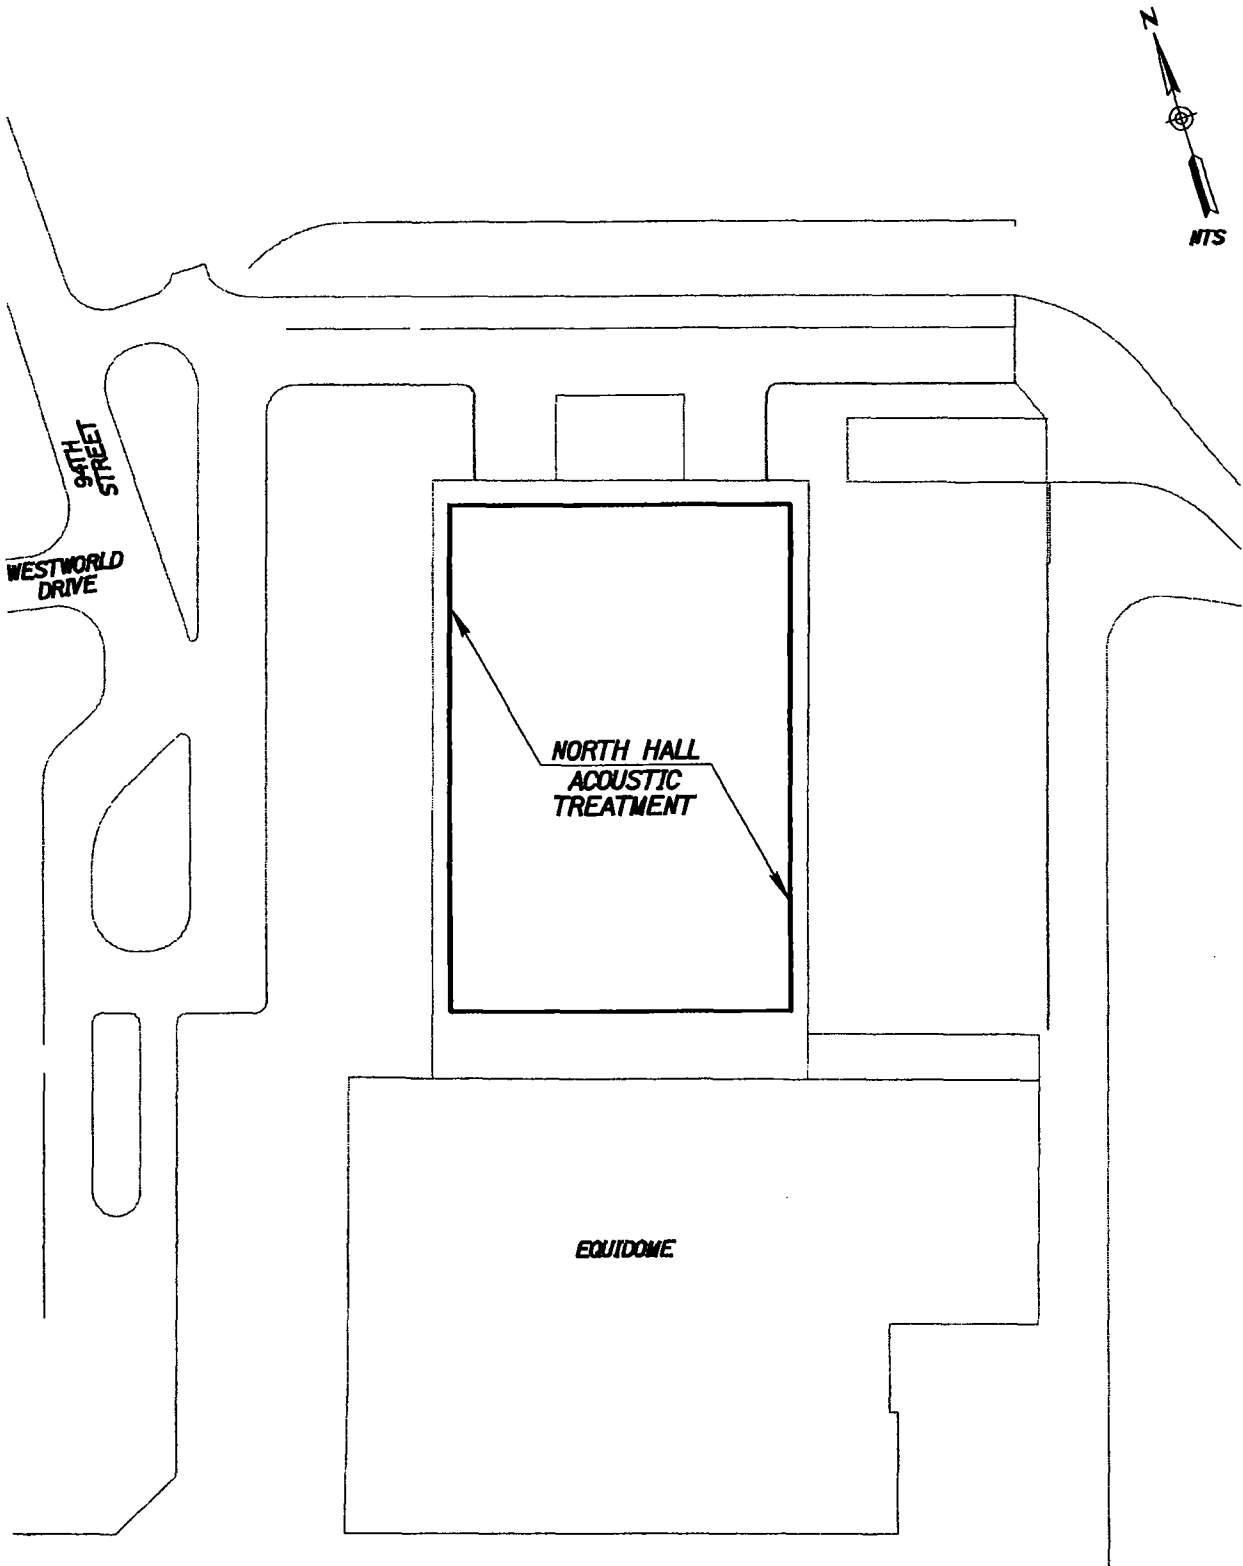 N
NTS
94TH
STREET
WESTWORLD
DRIVE
NORTH HALL
ACOUSTIC
TREATMENT
EQUIDOME